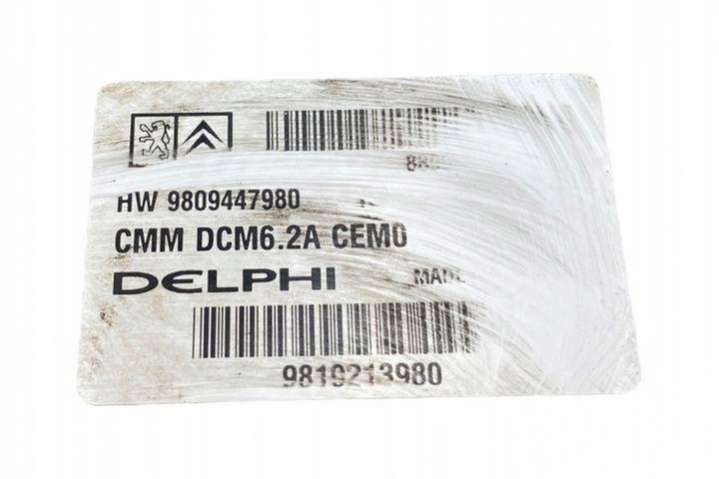 HW 9809447980
CMM DCM6.2A CEM0
DELPHI
9819213980